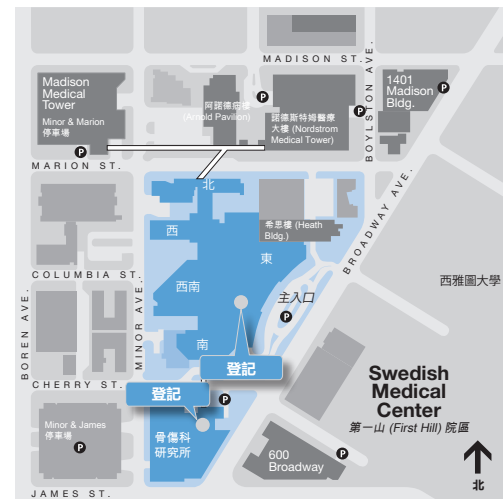 MADISON ST.
BOYLSTON AVE.
Madison
Medical
Tower
Minor & Marion
停車場
P
阿諾德病樓
(Arnold Pavilion)
P
諾德斯特姆醫療
大樓 (Nordstrom
Medical Tower)
P
1401
Madison
Bldg.
P
MARION ST.
北
西
希思樓 (Heath
Bldg.)
東
BROADWAY AVE.
COLUMBIA ST.
西南
主入口
P
西雅圖大學
BOREN AVE.
MINOR AVE.
南
登記
CHERRY ST.
登記
P
Swedish
Medical
Center
第一山 (First Hill) 院區
Minor & James
停車場
P
骨傷科
研究所
600
Broadway
P
北
JAMES ST.